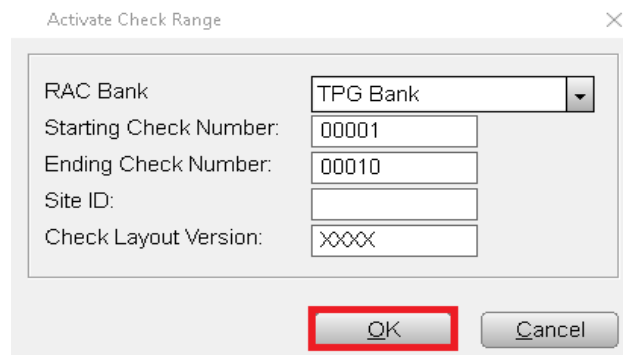 Activate Check Range
RAC Bank
TPG Bank
Starting Check Number:
00001
Ending Check Number:
00010
Site ID:
Check Layout Version:
XXXX
OK
Cancel